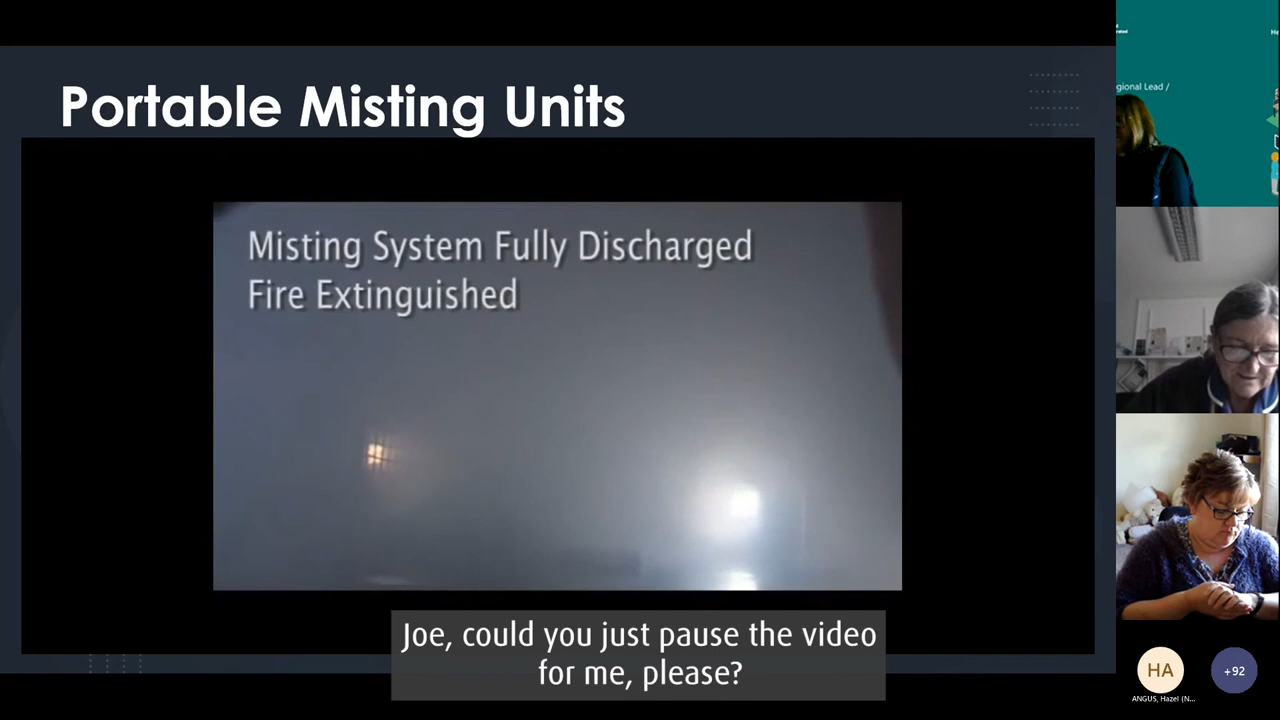 Portable Misting Units
Misting System Fully Discharged
Fire Extinguished
Joe, could you just pause the video
for me, please?
gional Lead /
HA
+92
ANGUS, Hazel (N...